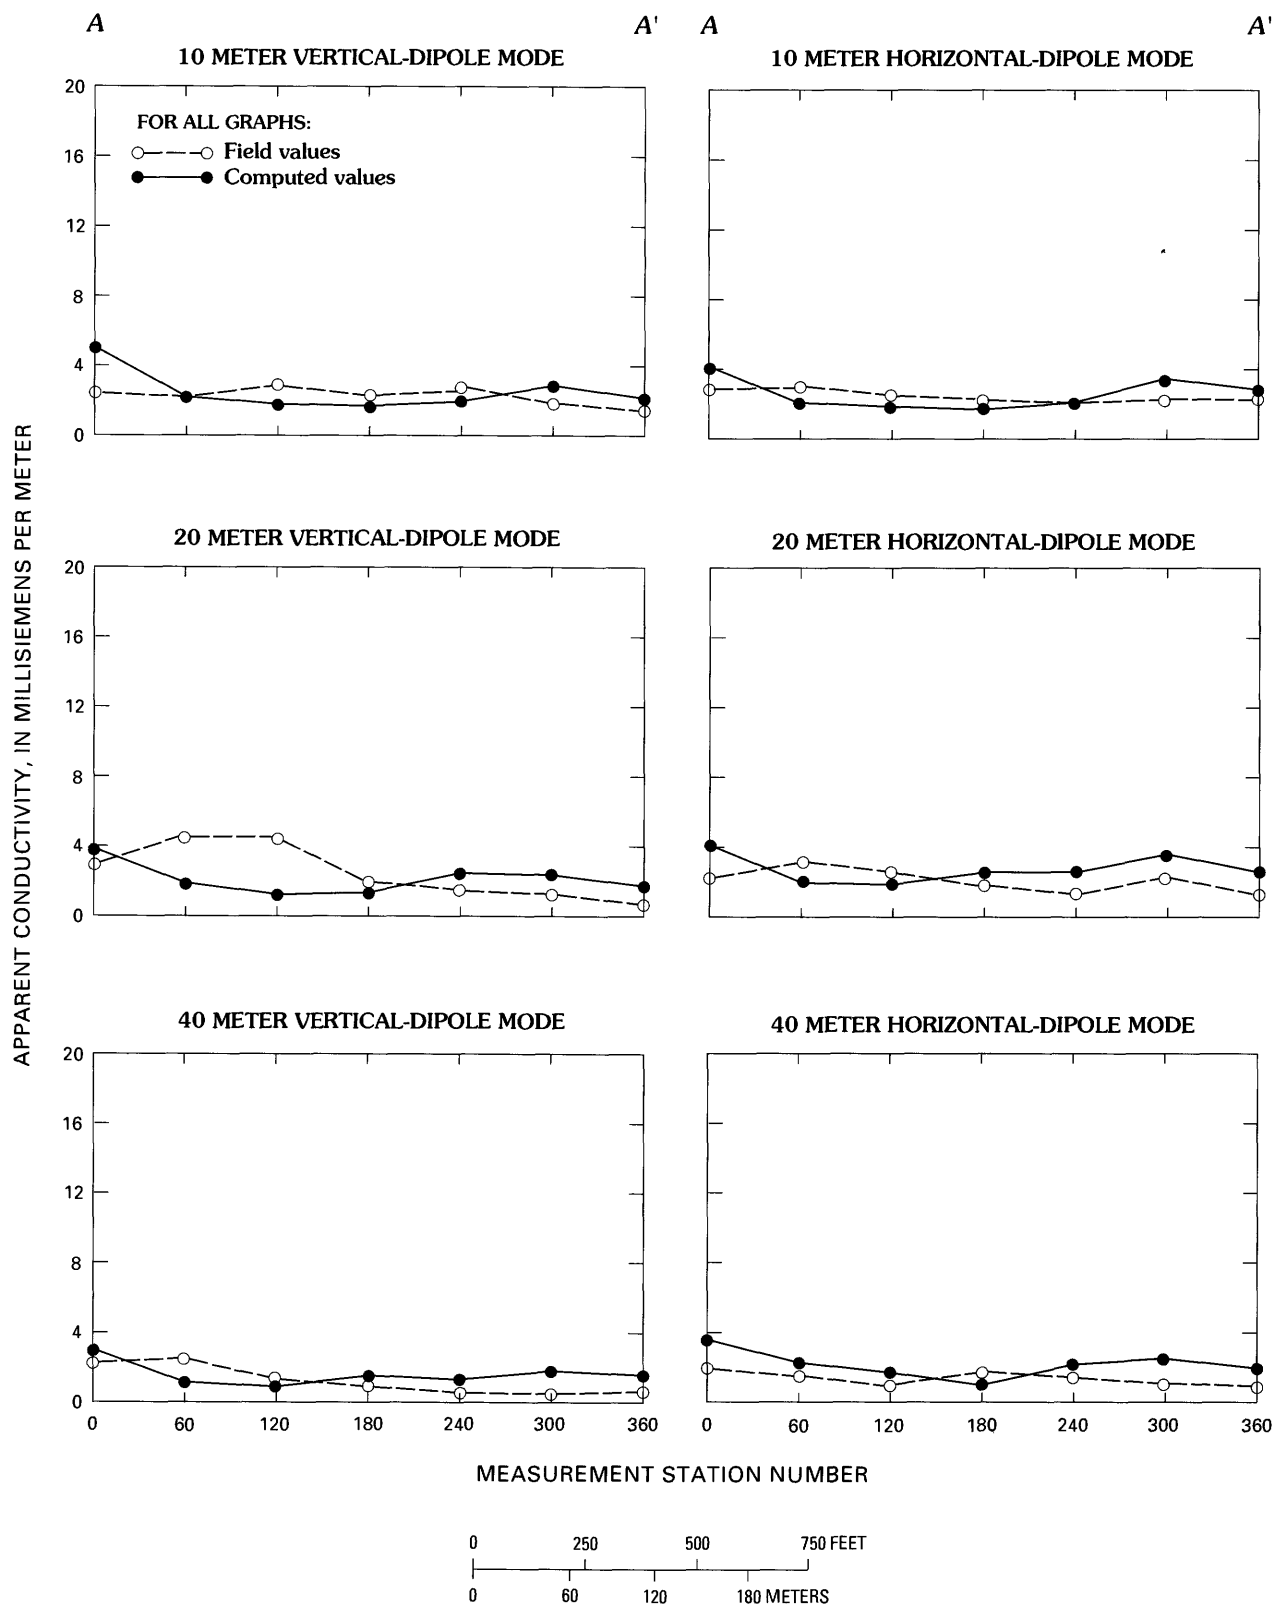 A A' A A'
10 METER VERTICAL-DIPOLE MODE
20
16
12
8
4
0
FOR ALL GRAPHS:
Field values
Computed values
10 METER HORIZONTAL-DIPOLE MODE
APPARENT CONDUCTIVITY, IN MILLISIEMENS PER METER
20 METER VERTICAL-DIPOLE MODE
20
16
12
8
4
0
20 METER HORIZONTAL-DIPOLE MODE
40 METER VERTICAL-DIPOLE MODE
20
16
12
8
4
0
0 60 120 180 240 300 360
40 METER HORIZONTAL-DIPOLE MODE
0 60 120 180 240 300 360
MEASUREMENT STATION NUMBER
0 250 500 750 FEET
0 60 120 180 METERS